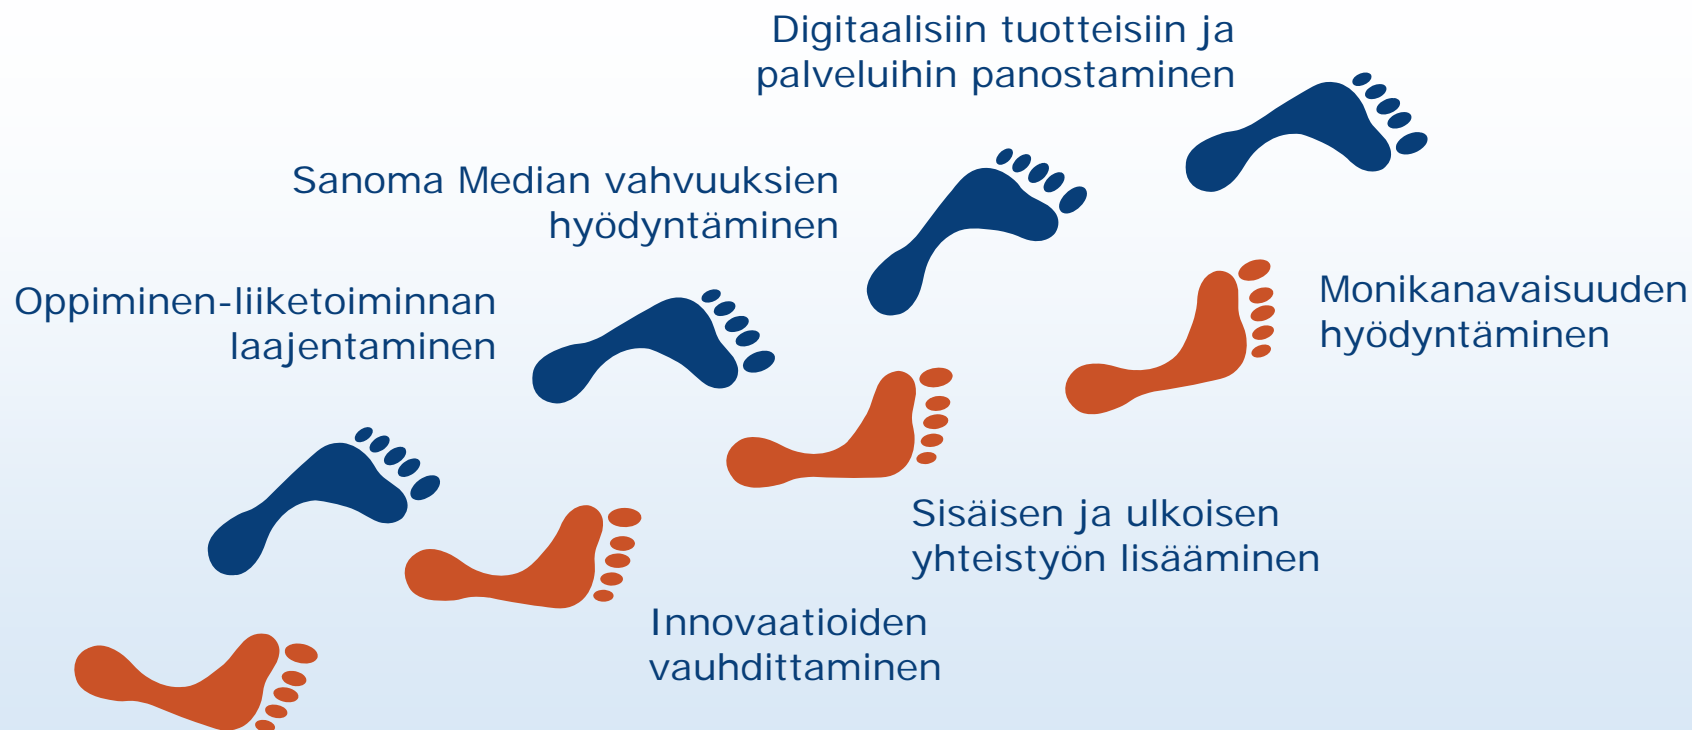 Digitaalisiin tuotteisiin ja
palveluihin panostaminen
Sanoma Median vahvuuksien
hyödyntäminen
Oppiminen-liiketoiminnan
laajentaminen
Monikanavaisuuden
hyödyntäminen
Sisäisen ja ulkoisen
yhteistyön lisääminen
Innovaatioiden
vauhdittaminen